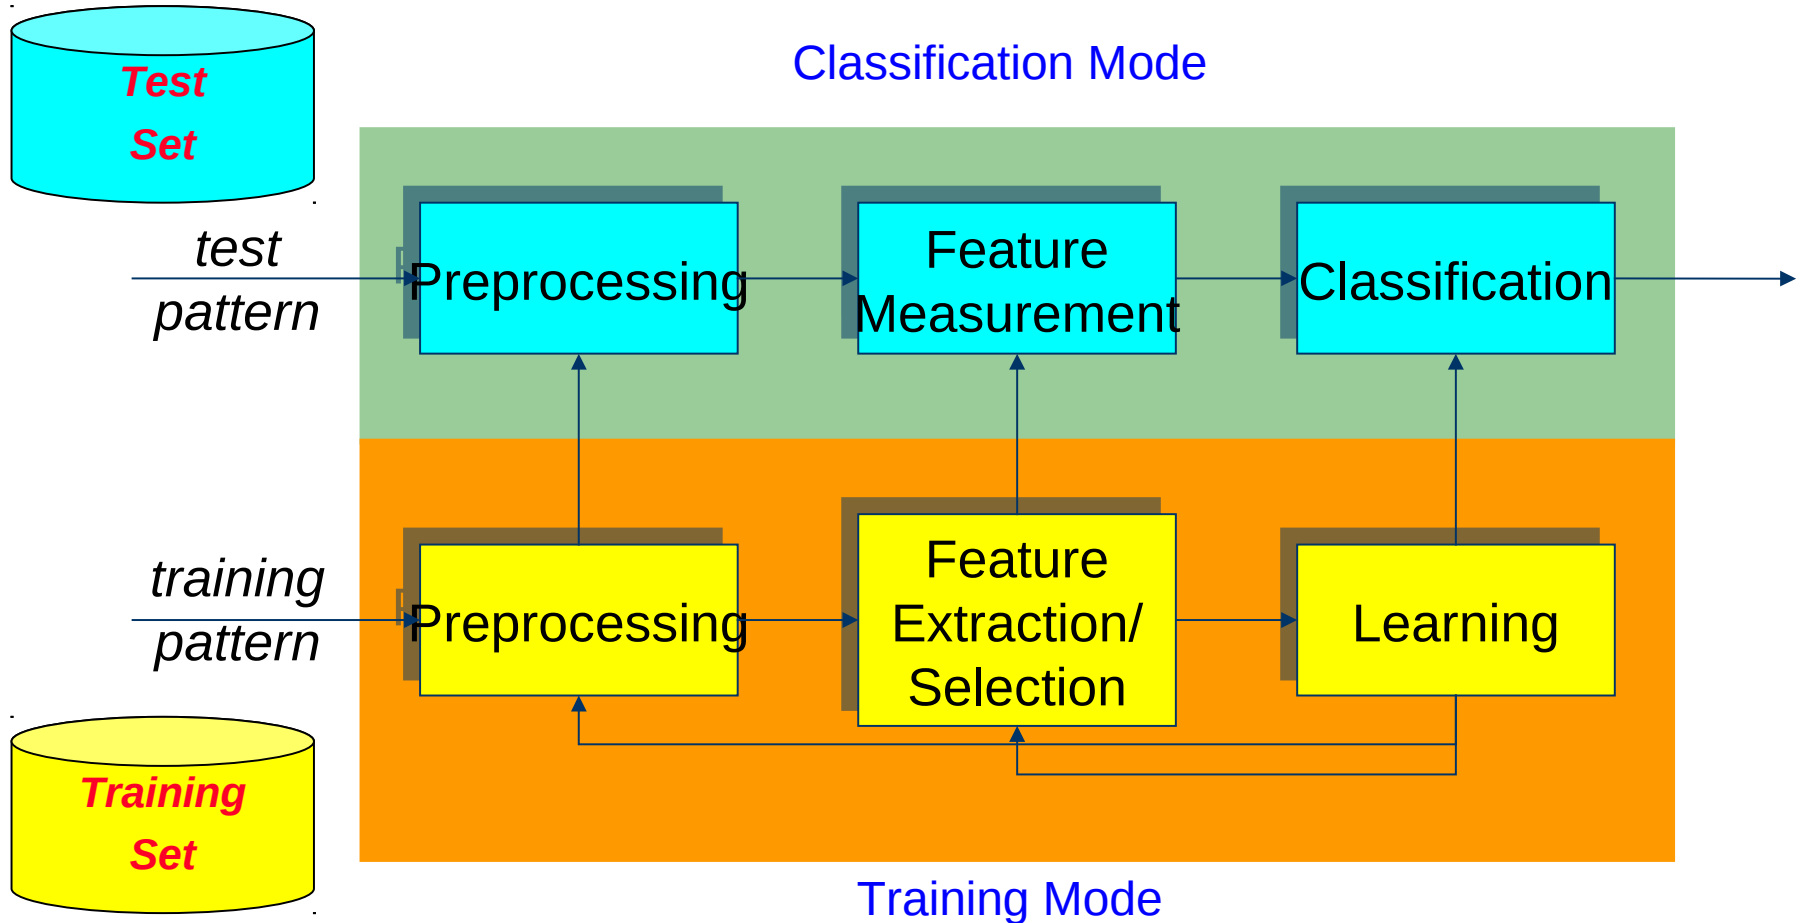 Test
Set
Classification Mode
test
pattern
Preprocessing
Feature
Measurement
Classification
training
pattern
Preprocessing
Feature
Extraction/
Selection
Learning
Training
Set
Training Mode